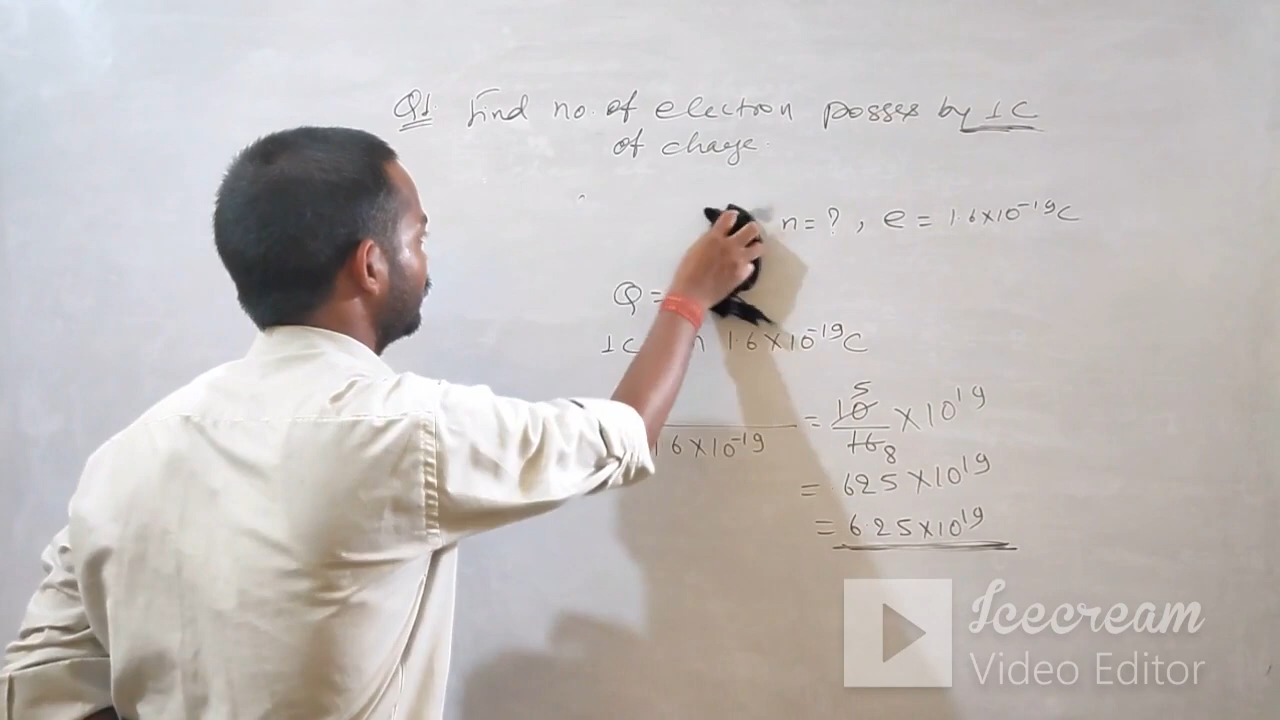 Q1. Find no. of electron posses by 1C
of charge.
n = ? , e = 1.6×10⁻¹⁹C
Q =
1C n 1.6×10⁻¹⁹C
1.6×10⁻¹⁹ = 10/16 ×10¹⁹
5
8
= .625×10¹⁹
= 6.25×10¹⁹
Icecream
Video Editor